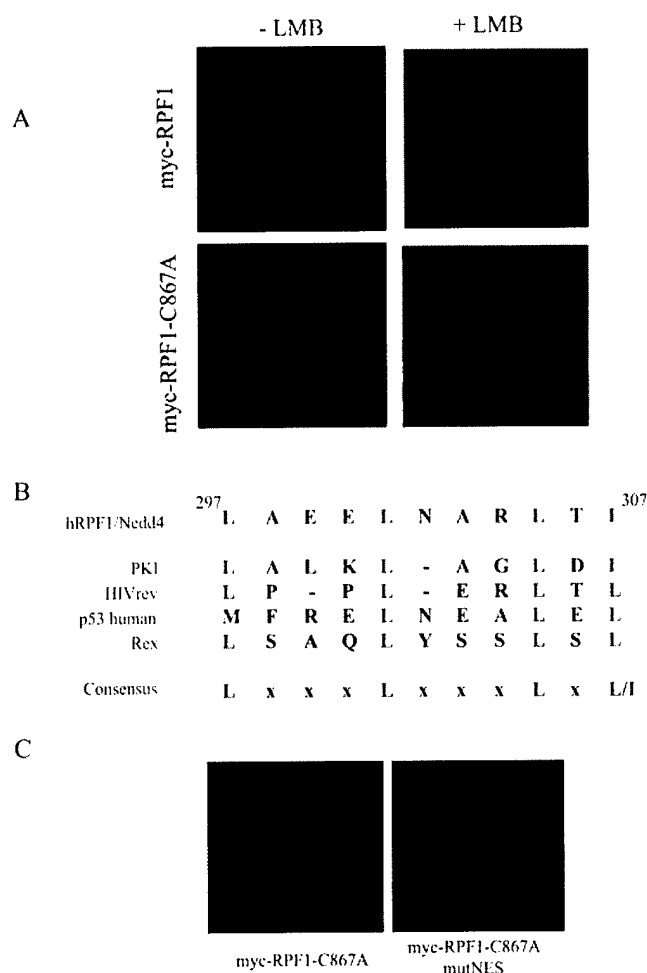 - LMB
+ LMB
A
myc-RPF1
myc-RPF1-C867A
B
hRPF1/Nedd4 297 L A E E L N A R L T I 307
PKI L A L K L - A G L D I
HIVrev L P - P L - E R L T L
p53 human M F R E L N E A L E L
Rex L S A Q L Y S S L S L
Consensus L x x x L x x x L x L/I
C
myc-RPF1-C867A
myc-RPF1-C867A
mutNES